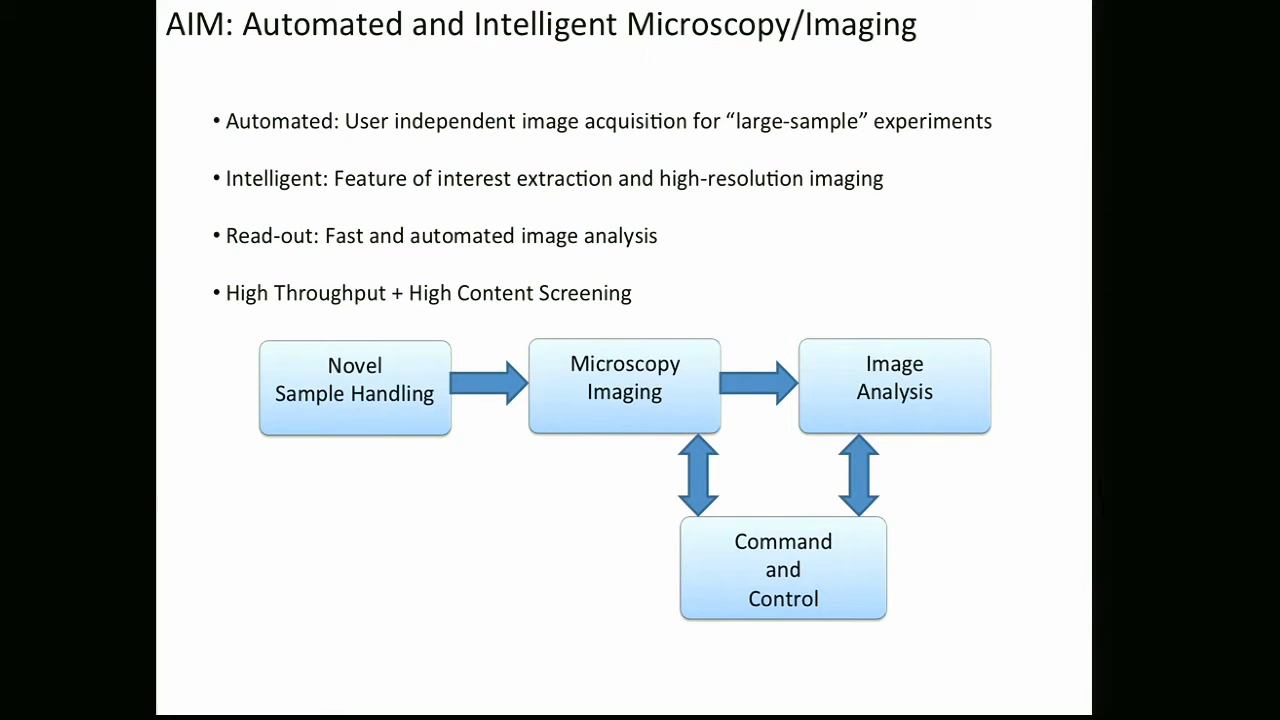 AIM: Automated and Intelligent Microscopy/Imaging
• Automated: User independent image acquisition for “large-sample” experiments
• Intelligent: Feature of interest extraction and high-resolution imaging
• Read-out: Fast and automated image analysis
• High Throughput + High Content Screening
Novel
Sample Handling
Microscopy
Imaging
Image
Analysis
Command
and
Control